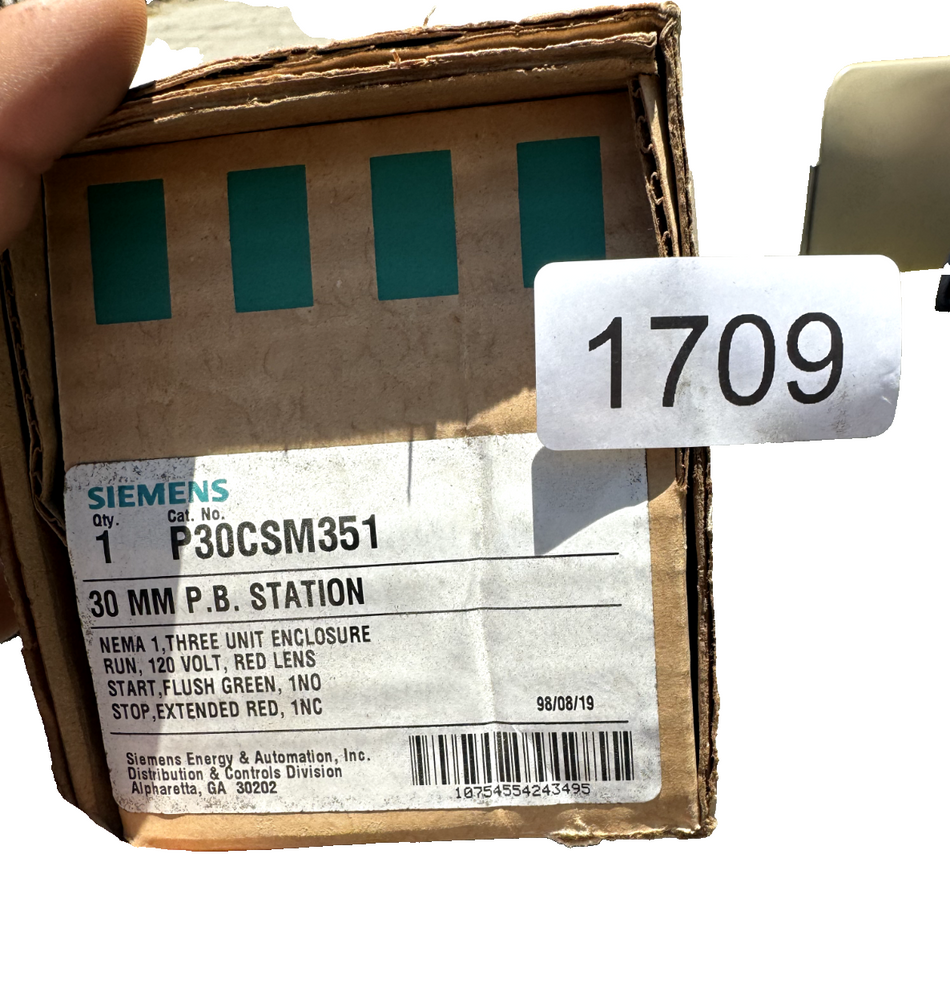 1709
SIEMENS
Qty. Cat. No.
1 P30CSM351
30 MM P.B. STATION
NEMA 1,THREE UNIT ENCLOSURE
RUN, 120 VOLT, RED LENS
START,FLUSH GREEN, 1NO
STOP,EXTENDED RED, 1NC
98/08/19
Siemens Energy & Automation, Inc.
Distribution & Controls Division
Alpharetta, GA 30202
10754554243495